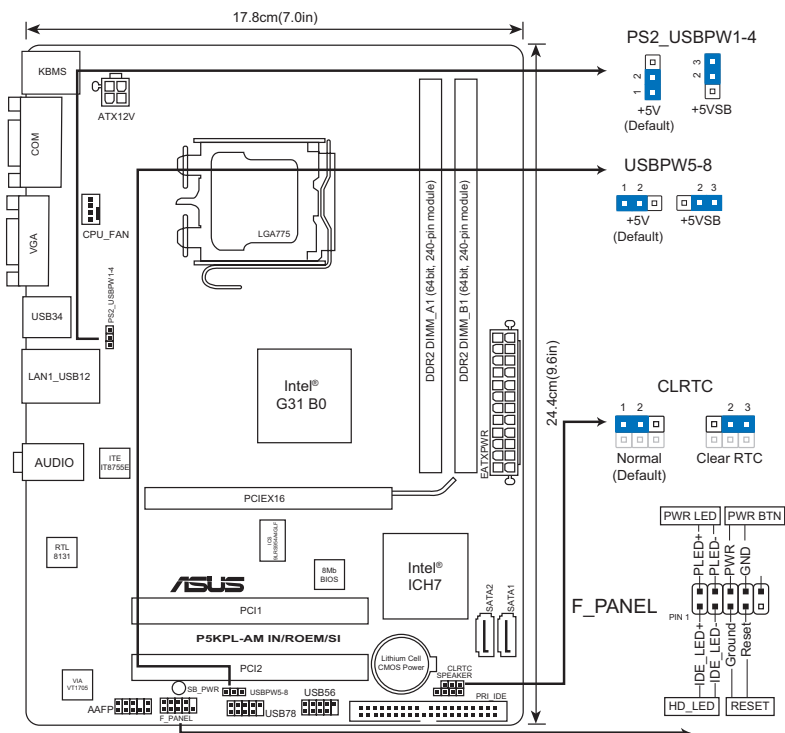 17.8cm(7.0in)
PS2_USBPW1-4
KBMS
3
2
2
1
+5V
+5VSB
(Default)
ATX12V
COM
USBPW5-8
1 2
2 3
+5V
+5VSB
(Default)
CPU_FAN
LGA775
VGA
DDR2 DIMM_A1 (64bit, 240-pin module)
DDR2 DIMM_B1 (64bit, 240-pin module)
PS2_USBPW1-4
USB34
24.4cm(9.6in)
LAN1_USB12
Intel®
G31 B0
CLRTC
1 2
2 3
Normal
Clear RTC
(Default)
EATXPWR
AUDIO
ITE
IT8755E
PCIEX16
PWR LED
PWR BTN
PLED+
PLED-
PWR
GND
RTL
8131
ICS
8Mb
BIOS
Intel®
ICH7
SATA2
SATA1
ASUS
F_PANEL
PIN 1
IDE_LED+
IDE_LED-
Ground
Reset
HD_LED
RESET
PCI1
P5KPL-AM IN/ROEM/SI
PCI2
Lithium Cell
CMOS Power
CLRTC
SPEAKER
VIA
VT1705
SB_PWR
USBPW5-8
USB56
PRI_IDE
AAFP
F_PANEL
USB78